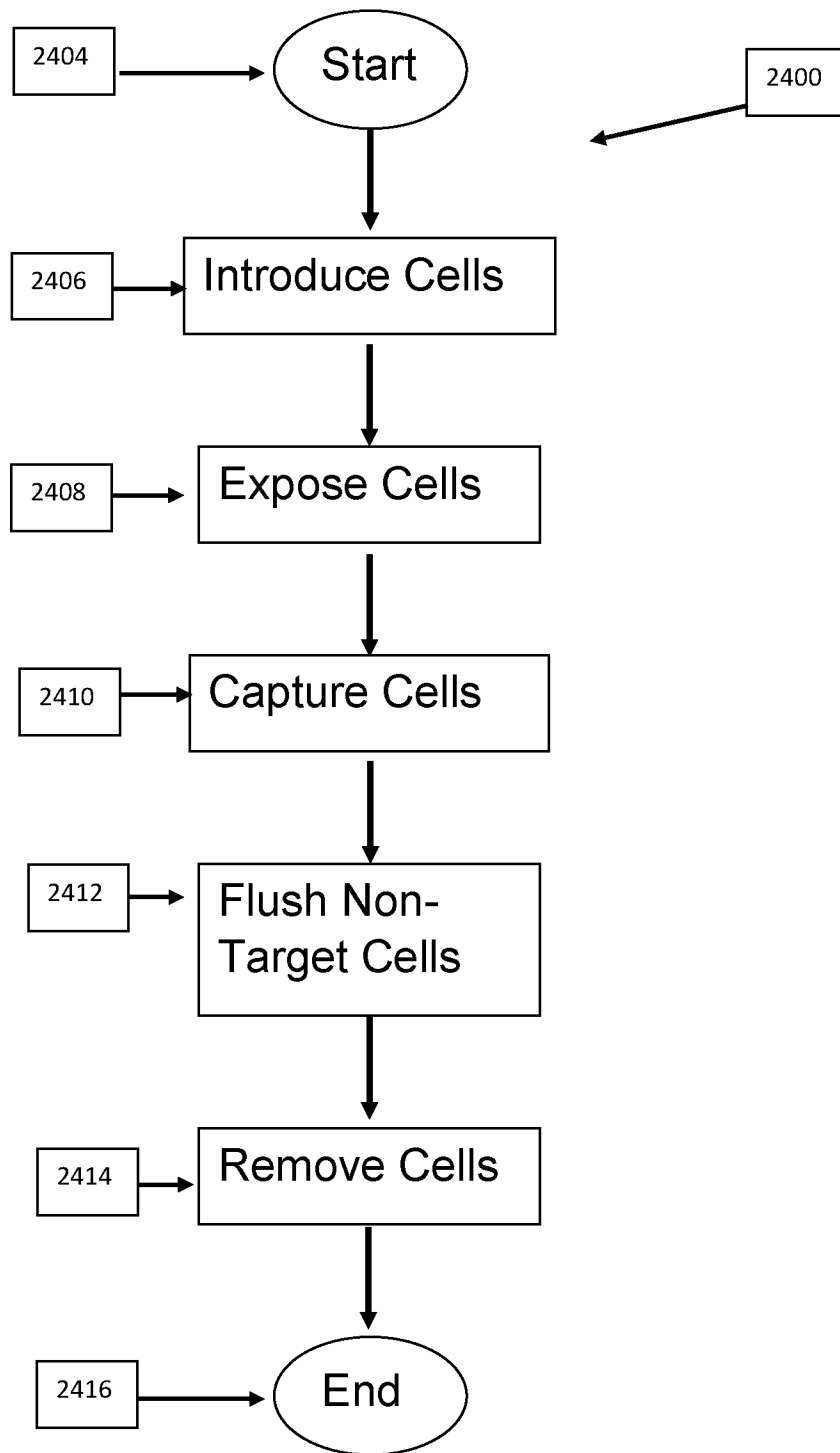 2404
Start
2400
2406
Introduce Cells
2408
Expose Cells
2410
Capture Cells
2412
Flush Non-
Target Cells
2414
Remove Cells
2416
End